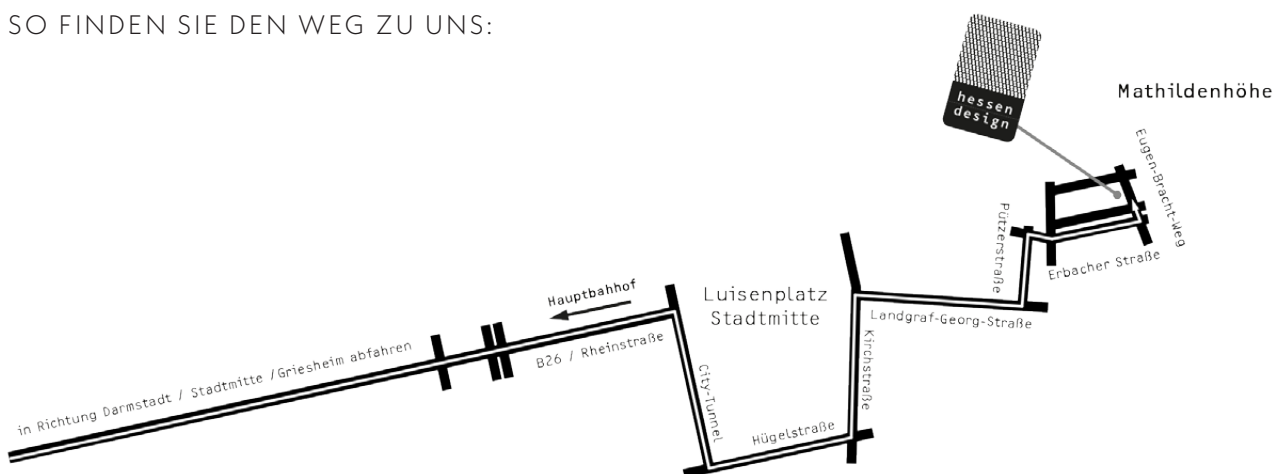 SO FINDEN SIE DEN WEG ZU UNS:
hessen
design
Mathildenhöhe
Eugen-Bracht-Weg
Pützerstraße
Erbacher Straße
Hauptbahhof
Luisenplatz
Stadtmitte
Landgraf-Georg-Straße
Kirchstraße
B26 / Rheinstraße
in Richtung Darmstadt / Stadtmitte /Griesheim abfahren
City-Tunnel
Hügelstraße